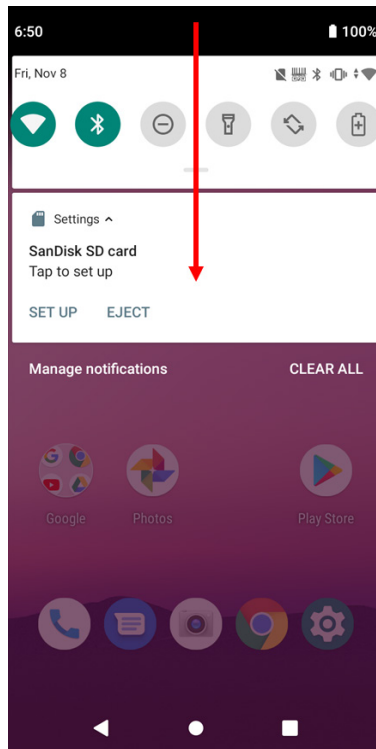 6:50 100%
Fri, Nov 8
Settings
SanDisk SD card
Tap to set up
SET UP EJECT
Manage notifications CLEAR ALL
Google Photos Play Store